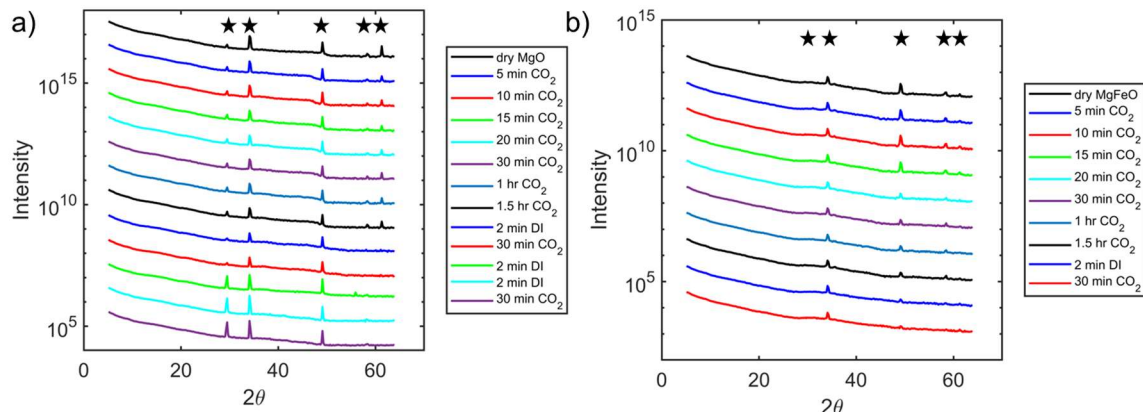 a)
Intensity
10^15
10^10
10^5
0
20
40
60
2θ
dry MgO
5 min CO₂
10 min CO₂
15 min CO₂
20 min CO₂
30 min CO₂
1 hr CO₂
1.5 hr CO₂
2 min DI
30 min CO₂
2 min DI
2 min DI
30 min CO₂
b)
Intensity
10^15
10^10
10^5
0
20
40
60
2θ
dry MgFeO
5 min CO₂
10 min CO₂
15 min CO₂
20 min CO₂
30 min CO₂
1 hr CO₂
1.5 hr CO₂
2 min DI
30 min CO₂